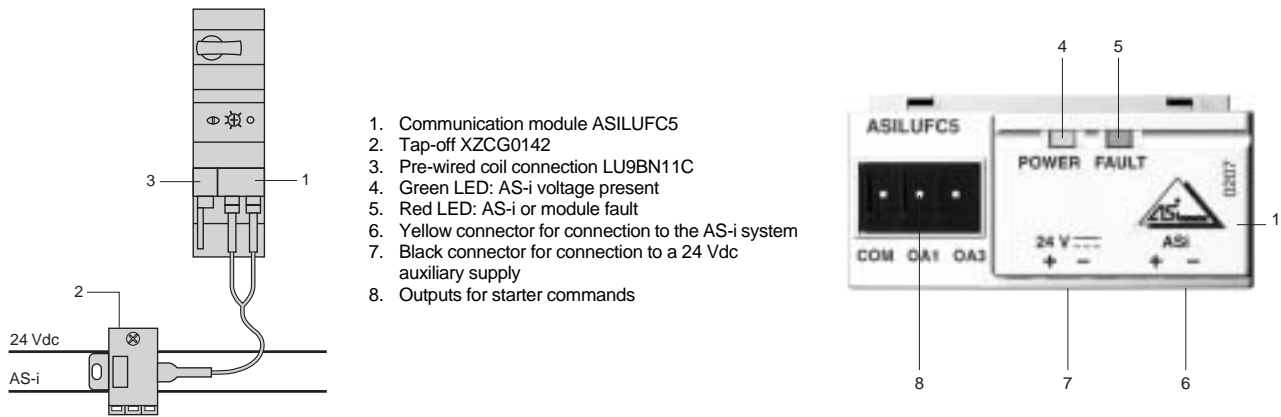 3
1
2
24 Vdc
AS-i
1. Communication module ASILUFC5
2. Tap-off XZCG0142
3. Pre-wired coil connection LU9BN11C
4. Green LED: AS-i voltage present
5. Red LED: AS-i or module fault
6. Yellow connector for connection to the AS-i system
7. Black connector for connection to a 24 Vdc
auxiliary supply
8. Outputs for starter commands
4 5
ASILUFC5
POWER FAULT
0207
ASi
1
24 V
ASI
COM OA1 OA3
+ - + -
8 7 6